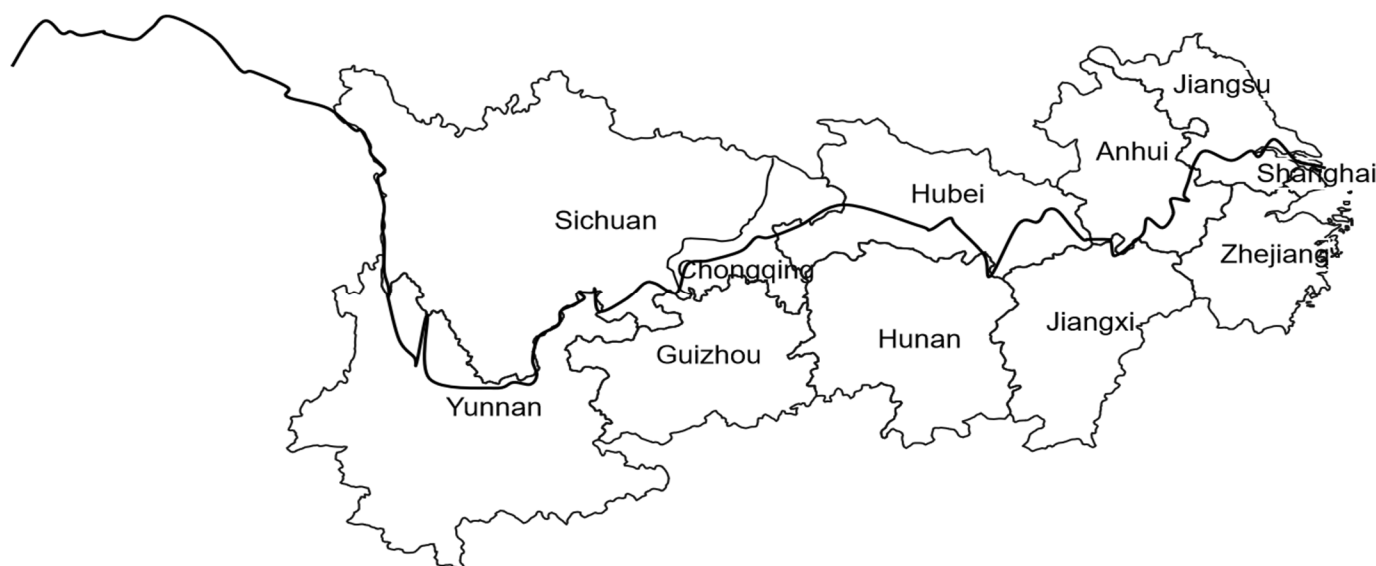 Jiangsu
Anhui
Shanghai
Hubei
Sichuan
Zhejiang
Chongqing
Jiangxi
Hunan
Guizhou
Yunnan